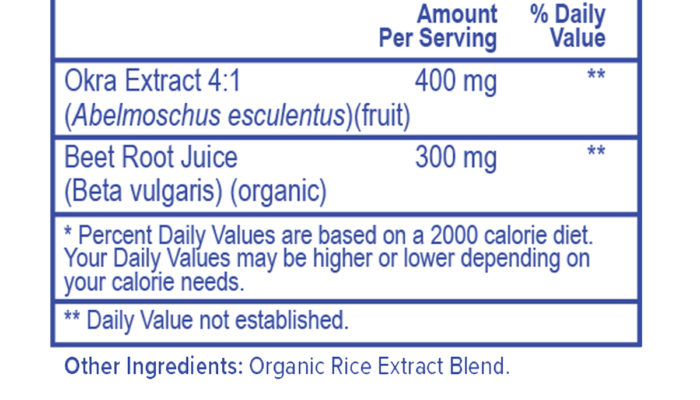 Amount % Daily
Per Serving Value
Okra Extract 4:1 400 mg **
(Abelmoschus esculentus)(fruit)
Beet Root Juice 300 mg **
(Beta vulgaris) (organic)
* Percent Daily Values are based on a 2000 calorie diet.
Your Daily Values may be higher or lower depending on
your calorie needs.
** Daily Value not established.
Other Ingredients: Organic Rice Extract Blend.